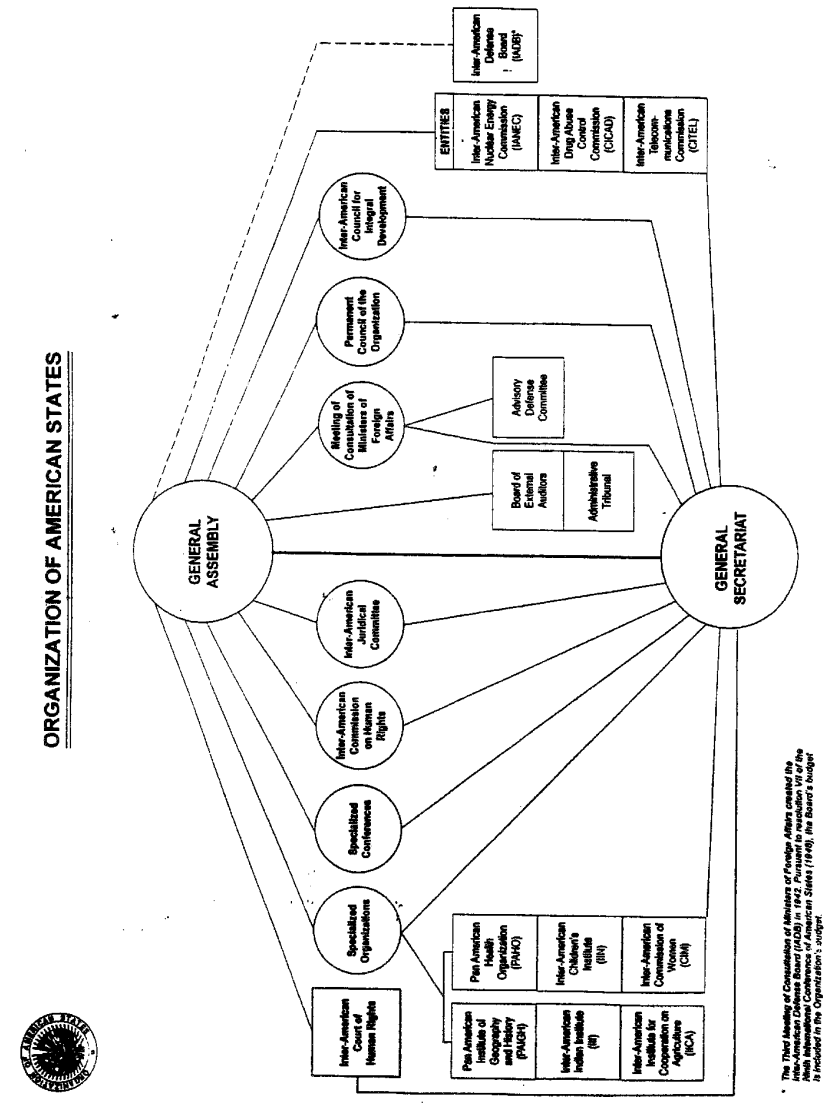 ORGANIZATION OF AMERICAN STATES
ORGANIZATION OF AMERICAN STATES
GENERAL
ASSEMBLY
Inter-American
Court of
Human Rights
Specialized
Organizations
Specialized
Conferences
Inter-American
Commission
on Human
Rights
Inter-American
Juridical
Committee
Meeting of
Consultation of
Ministers of
Foreign
Affairs
Permanent
Council of the
Organization
Inter-American
Council for
Integral
Development
ENTITIES
Inter-American
Nuclear Energy
Commission
(IANEC)
Inter-American
Drug Abuse
Control
Commission
(CICAD)
Inter-American
Telecom-
munications
Commission
(CITEL)
Inter-American
Defense
Board
(IADB)*
Pan American
Institute of
Geography
and History
(PAIGH)
Pan American
Health
Organization
(PAHO)
Inter-American
Indian Institute
(III)
Inter-American
Children's
Institute
(IIN)
Inter-American
Institute for
Cooperation on
Agriculture
(IICA)
Inter-American
Commission of
Women
(CIM)
Board of
External
Auditors
Administrative
Tribunal
Advisory
Defense
Committee
GENERAL
SECRETARIAT
* The Third Meeting of Consultation of Ministers of Foreign Affairs created the
Inter-American Defense Board (IADB) in 1942. Pursuant to resolution VII of the
Ninth International Conference of American States (1948), the Board's budget
is included in the Organization's budget.